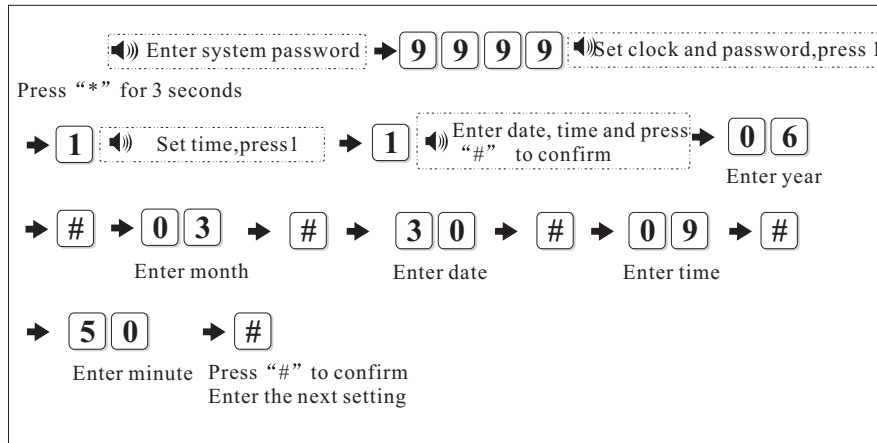 Enter system password 9 9 9 9 Set clock and password,press 1
Press “*” for 3 seconds
1 Set time,press1 1 Enter date, time and press
“#” to confirm
0 6
Enter year
# 0 3 # 3 0 # 0 9 #
Enter month Enter date Enter time
5 0 #
Enter minute Press “#” to confirm
Enter the next setting